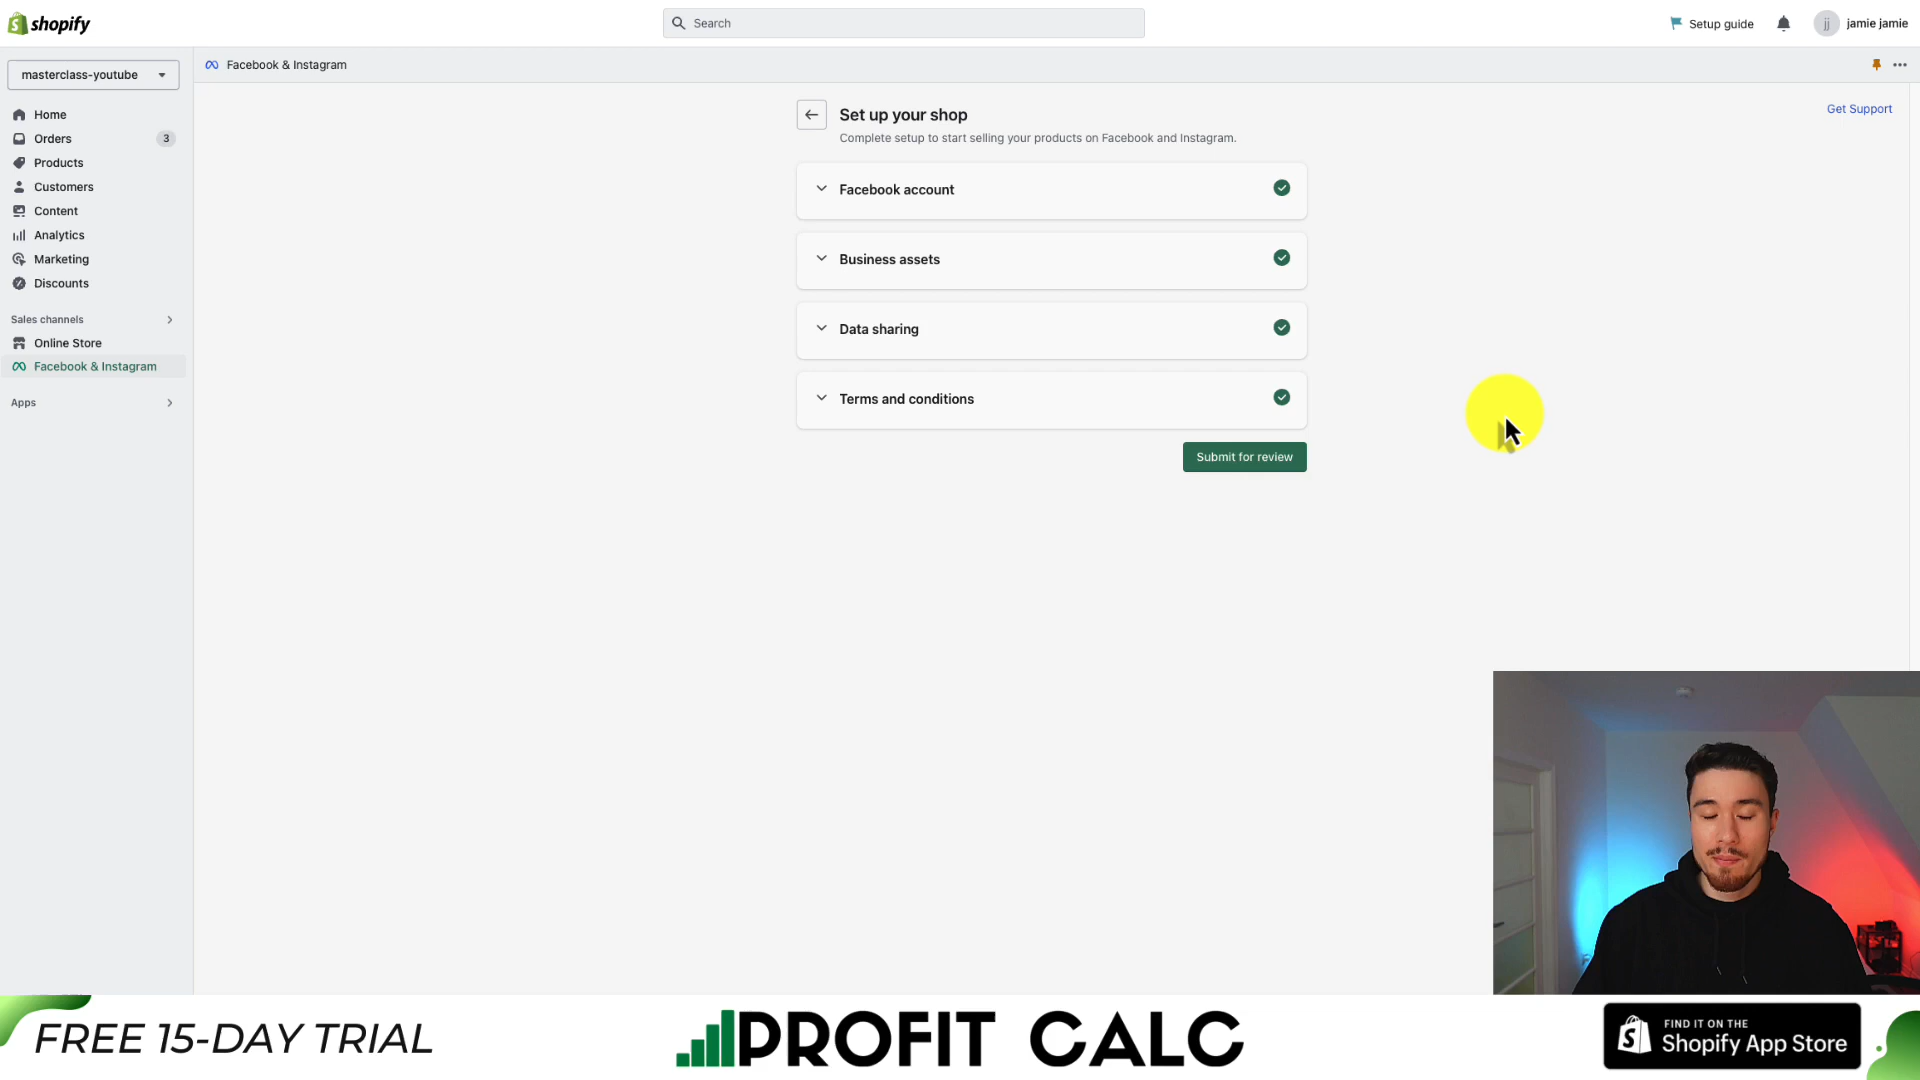 shopify
Search
Setup guide
jj
jamie jamie
masterclass-youtube
Facebook & Instagram
Home
Orders
3
Products
Customers
Content
Analytics
Marketing
Discounts
Sales channels
Online Store
Facebook & Instagram
Apps
Set up your shop
Get Support
Complete setup to start selling your products on Facebook and Instagram.
Facebook account
Business assets
Data sharing
Terms and conditions
Submit for review
FREE 15-DAY TRIAL
PROFIT CALC
FIND IT ON THE
Shopify App Store